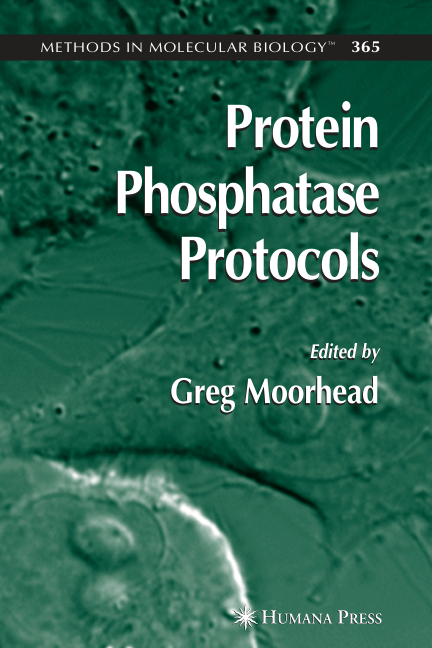 METHODS IN MOLECULAR BIOLOGY™ 365
Protein
Phosphatase
Protocols
Edited by
Greg Moorhead
HUMANA PRESS